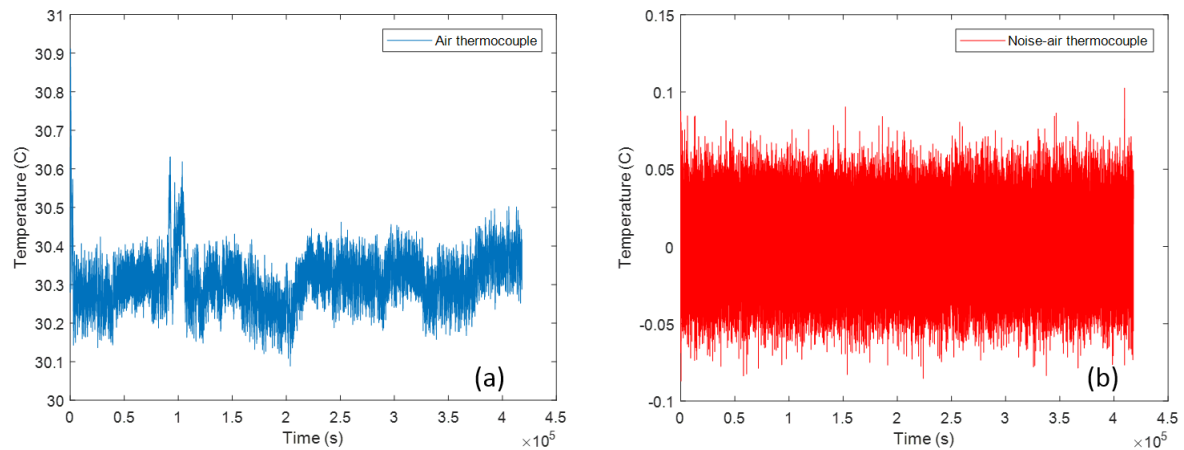 31
30.9
30.8
30.7
30.6
30.5
30.4
30.3
30.2
30.1
30
Temperature (C)
Air thermocouple
(a)
0 0.5 1 1.5 2 2.5 3 3.5 4 4.5
Time (s)
×10⁵
0.15
0.1
0.05
0
-0.05
-0.1
Temperature (C)
Noise-air thermocouple
(b)
0 0.5 1 1.5 2 2.5 3 3.5 4 4.5
Time (s)
×10⁵